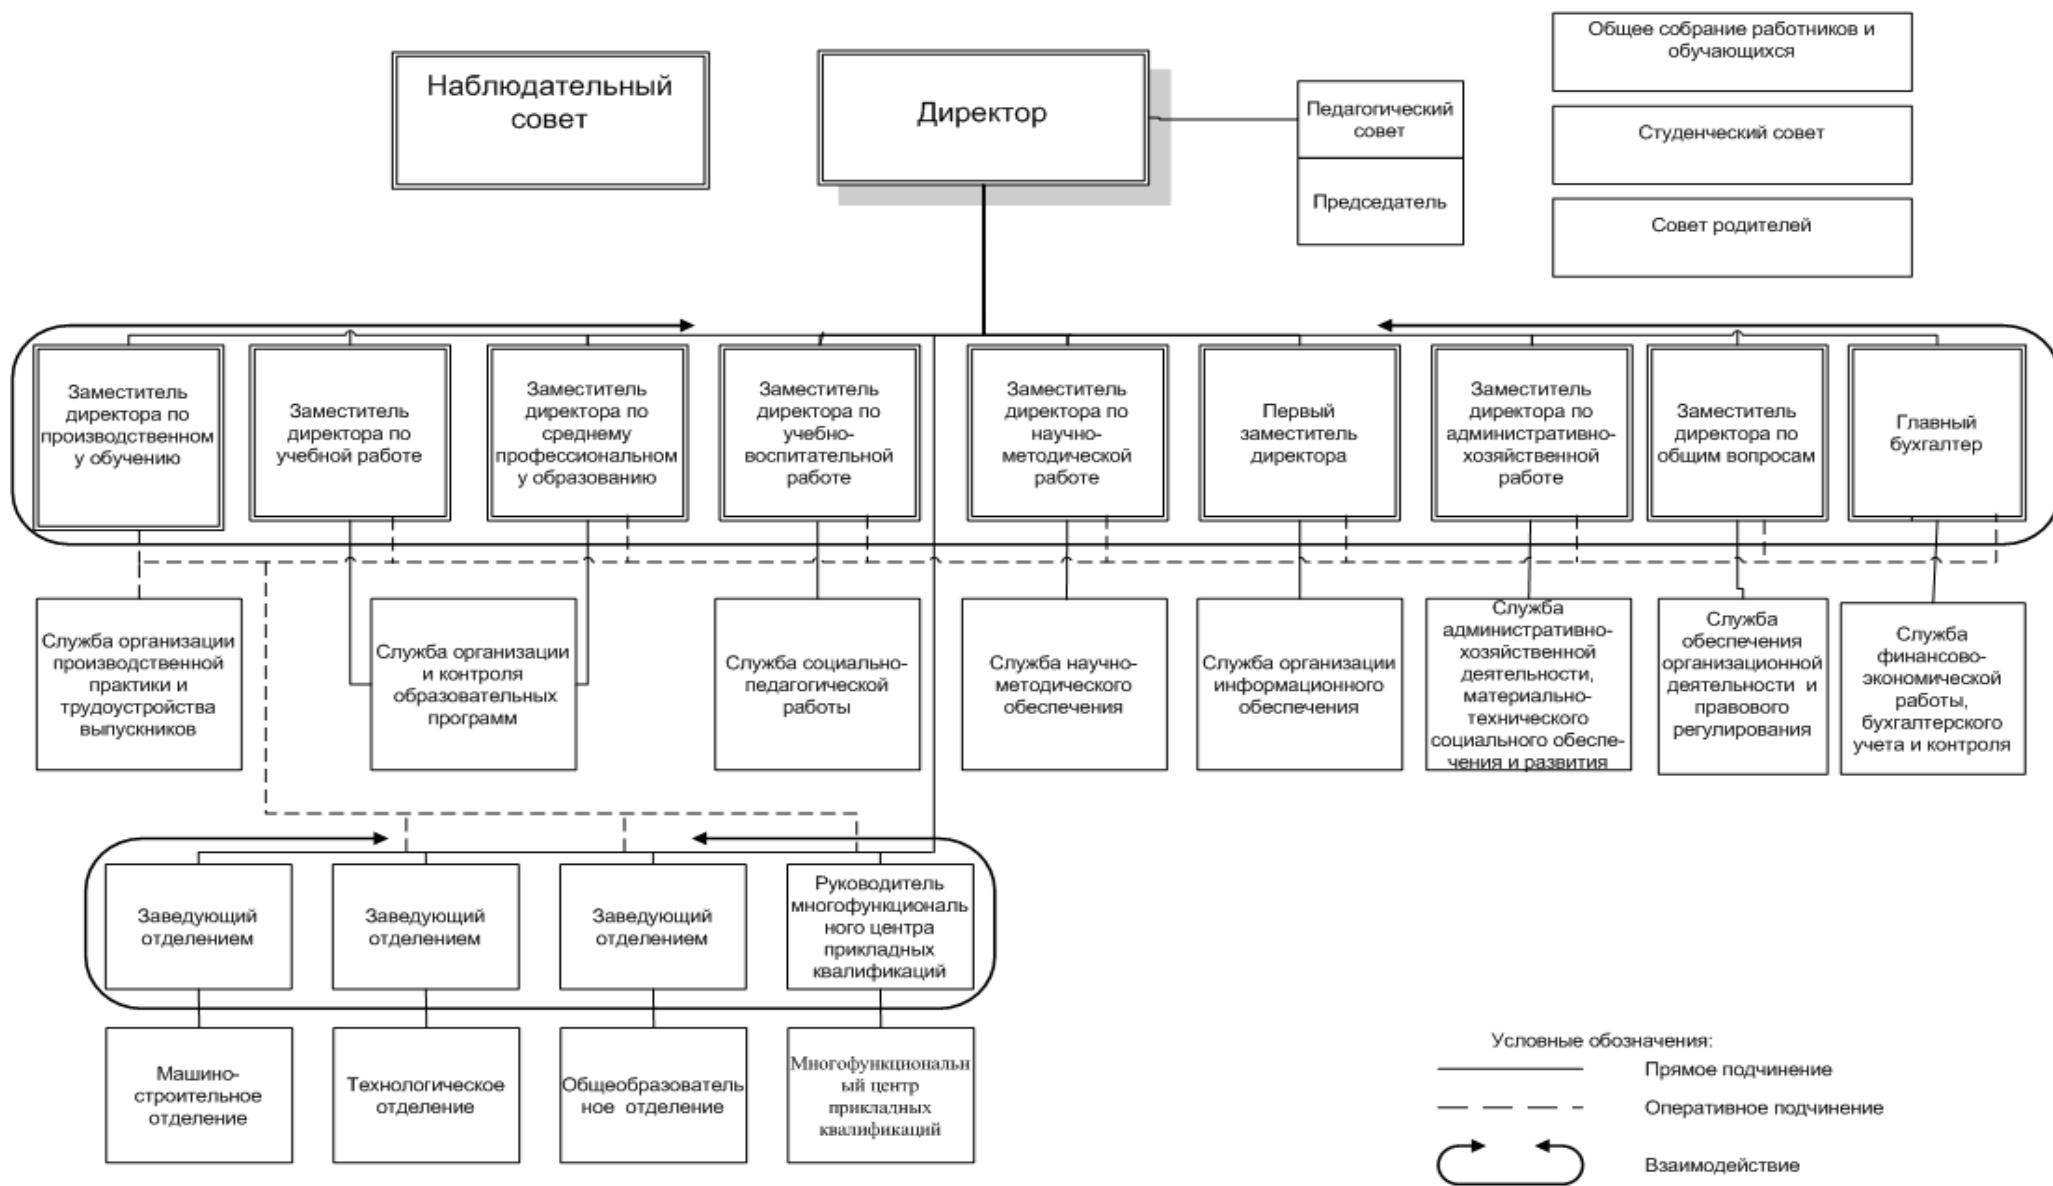 Наблюдательный
совет
Директор
Педагогический
совет
Председатель
Общее собрание работников и
обучающихся
Студенческий совет
Совет родителей
Заместитель
директора по
производственном
у обучению
Заместитель
директора по
учебной работе
Заместитель
директора по
среднему
профессиональном
у образованию
Заместитель
директора по
учебно-
воспитательной
работе
Заместитель
директора по
научно-
методической
работе
Первый
заместитель
директора
Заместитель
директора по
административно-
хозяйственной
работе
Заместитель
директора по
общим вопросам
Главный
бухгалтер
Служба организации
производственной
практики и
трудоустройства
выпускников
Служба организации
и контроля
образовательных
программ
Служба социально-
педагогической
работы
Служба научно-
методического
обеспечения
Служба организации
информационного
обеспечения
Служба
административно-
хозяйственной
деятельности,
материально-
технического
социального обеспе-
чения и развития
Служба
обеспечения
организационной
деятельности и
правового
регулирования
Служба
финансово-
экономической
работы,
бухгалтерского
учета и контроля
Заведующий
отделением
Заведующий
отделением
Заведующий
отделением
Руководитель
многофункциональ
ного центра
прикладных
квалификаций
Машино-
строительное
отделение
Технологическое
отделение
Общеобразователь
ное отделение
Многофункциональн
ый центр
прикладных
квалификаций
Условные обозначения:
Прямое подчинение
Оперативное подчинение
Взаимодействие